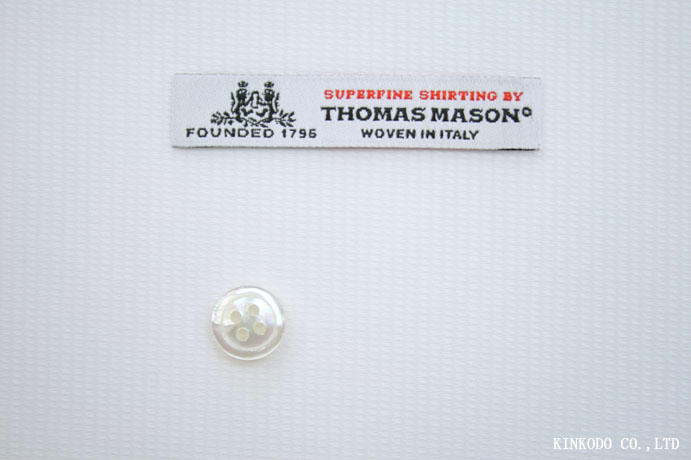 SUPERFINE SHIRTING BY
THOMAS MASON®
FOUNDED 1796
WOVEN IN ITALY
KINKODO CO.,LTD